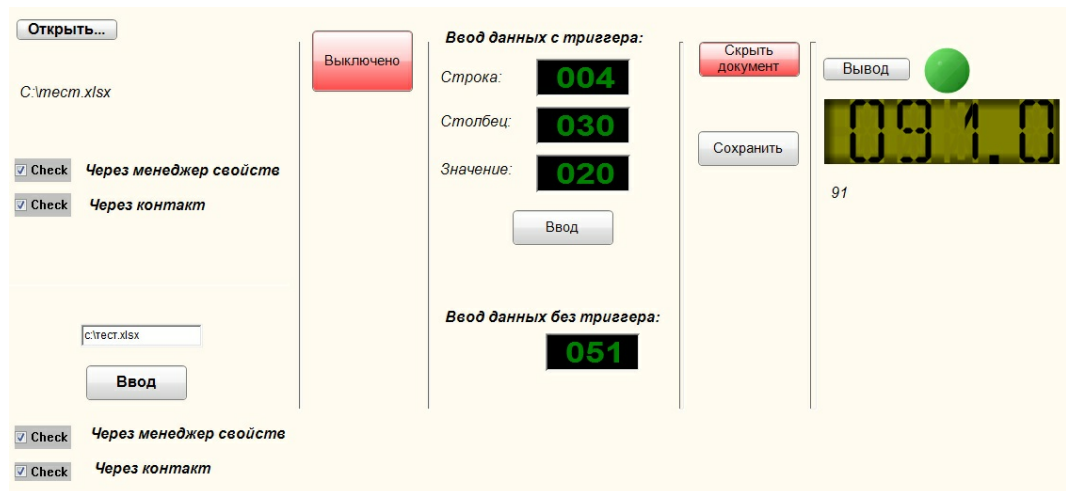 Открыть...
C:\тест.xlsx
Check Через менеджер свойств
Check Через контакт
с:\тест.xlsx
Ввод
Check Через менеджер свойств
Check Через контакт
Выключено
Ввод данных с триггера:
Строка: 004
Столбец: 030
Значение: 020
Ввод
Ввод данных без триггера:
051
Скрыть
документ
Сохранить
Вывод
091.0
91